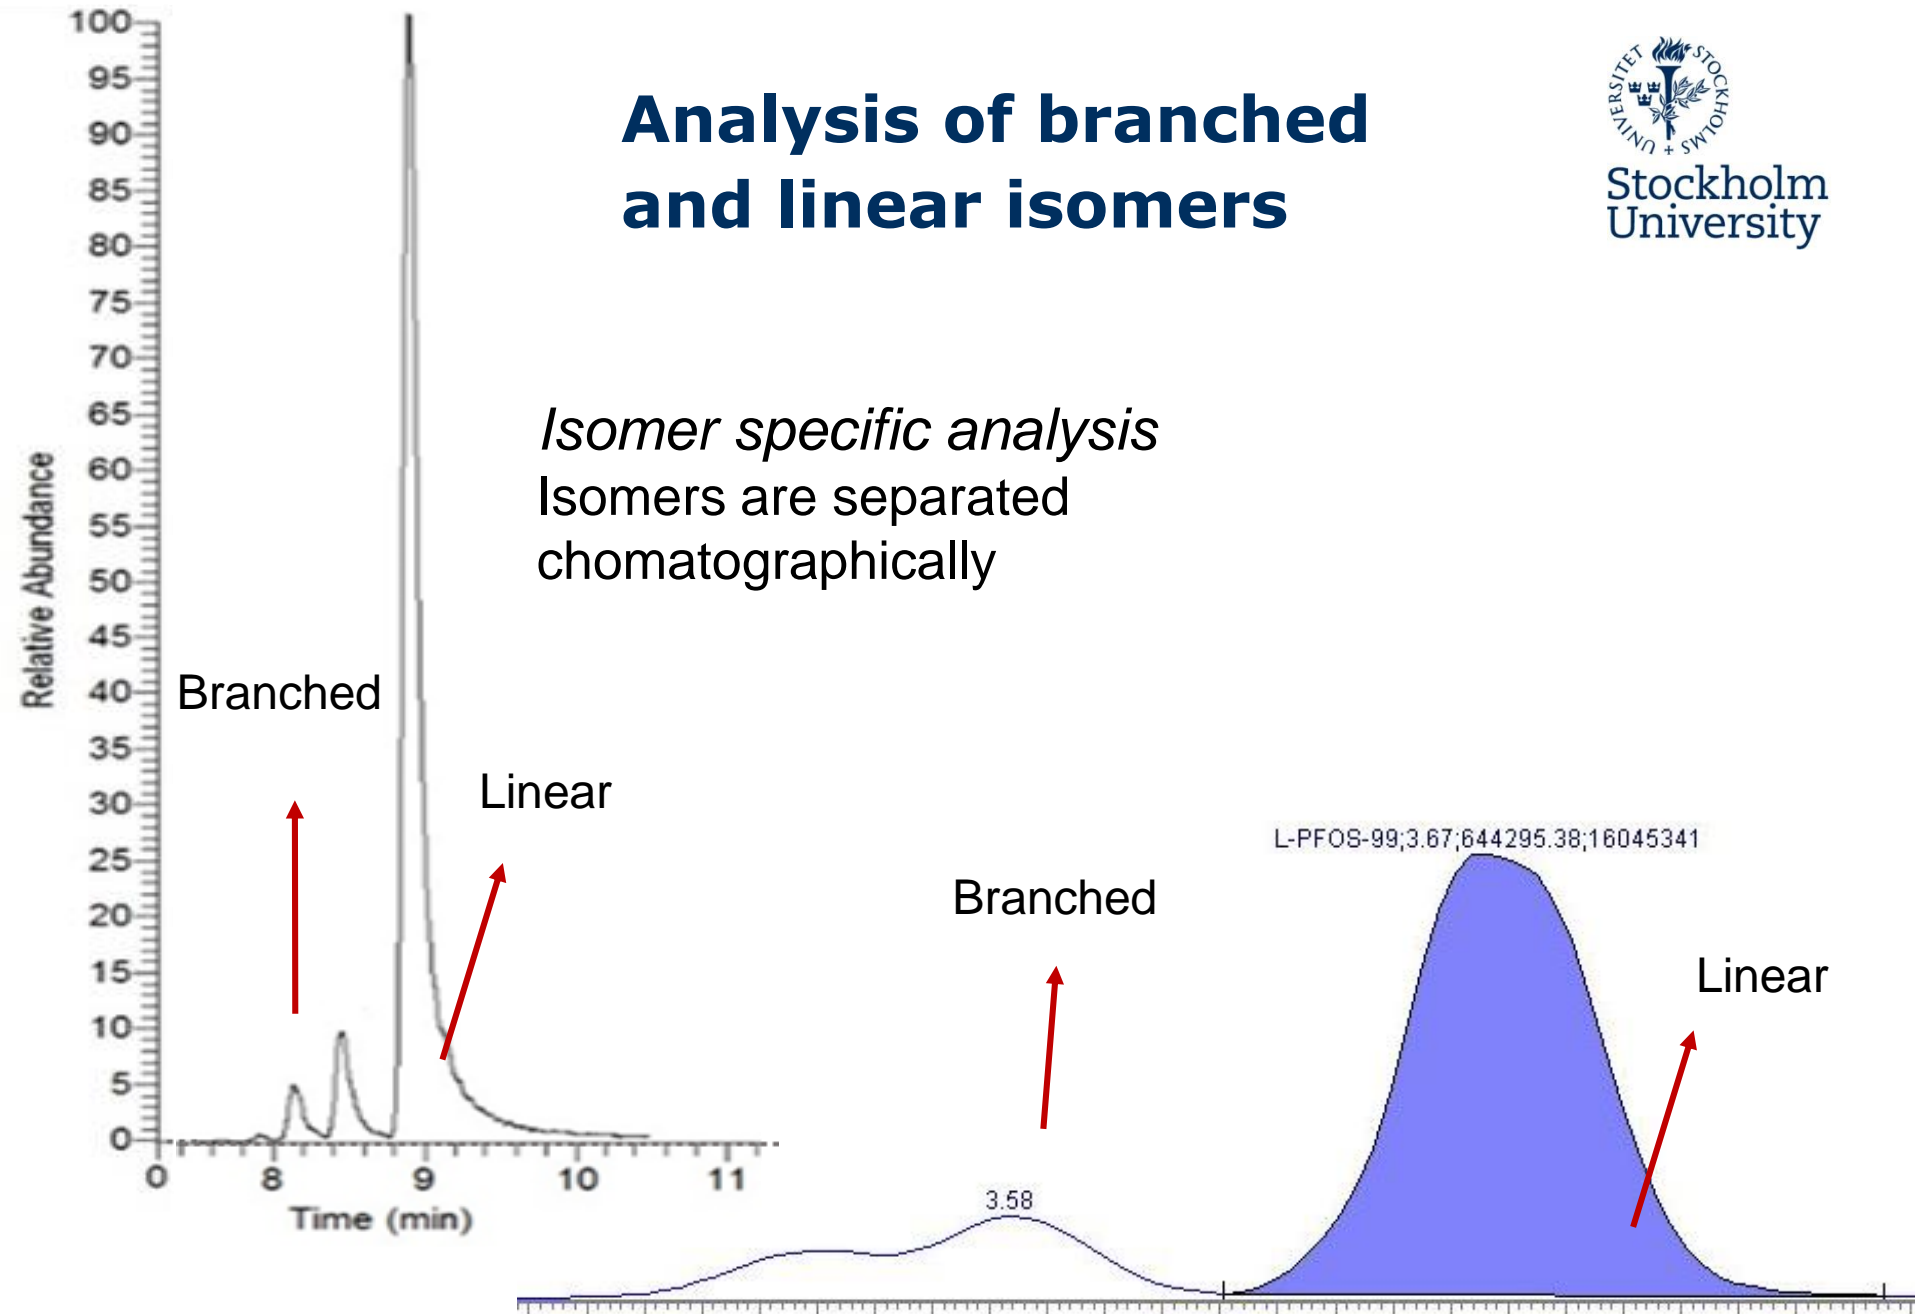 Analysis of branched
and linear isomers
UNIVERSITET + STOCKHOLMS
Stockholm
University
Isomer specific analysis
Isomers are separated
chomatographically
Relative Abundance
100
95
90
85
80
75
70
65
60
55
50
45
40
35
30
25
20
15
10
5
0
Branched
Linear
0 8 9 10 11
Time (min)
L-PFOS-99;3.67;644295.38;16045341
Branched
Linear
3.58